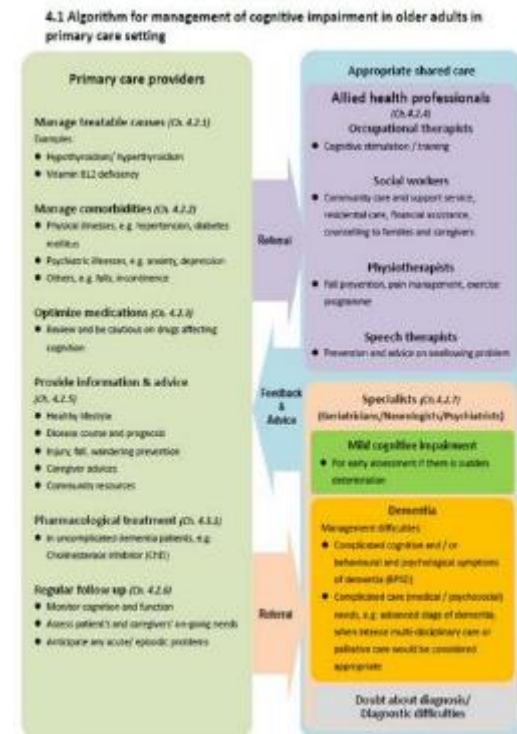 4.1 Algorithm for management of cognitive impairment in older adults in
primary care setting
Primary care providers
Manage treatable causes (Ch. 4.2.1)
Examples
● Hypothyroidism/ hyperthyroidism
● Vitamin B12 deficiency
Manage comorbidities (Ch. 4.2.2)
● Physical illnesses, e.g. hypertension, diabetes
mellitus
● Psychiatric illnesses, e.g. anxiety, depression
● Others, e.g. falls, incontinence
Optimize medications (Ch. 4.2.3)
● Review and be cautious on drugs affecting
cognition
Provide information & advice
(Ch. 4.2.5)
● Healthy lifestyle
● Disease course and prognosis
● Injury, fall, wandering prevention
● Caregiver advices
● Community resources
Pharmacological treatment
● In uncomplicated dementia patients, e.g.
Cholinesterase inhibitor (ChEI)
Regular follow up (Ch. 4.2.6)
● Monitor cognition and function
● Assess patient's and caregivers' on-going needs
● Anticipate any acute/ episodic problems
Referral
Feedback
&
Advice
Referral
Appropriate shared care
Allied health professionals
(Ch.4.2.4)
Occupational therapists
● Cognitive stimulation / training
Social workers
● Community care and support service,
residential care, financial assistance,
counselling to families and caregivers
Physiotherapists
● Fall prevention, pain management, exercise
programme
Speech therapists
● Prevention and advice on swallowing problem
Specialists (Ch.4.2.7)
(Geriatricians/Neurologists/Psychiatrists)
Mild cognitive impairment
● For early assessment if there is sudden
deterioration
Dementia
Management difficulties
● Complicated cognitive and / or
behavioural and psychological symptoms
of dementia (BPSD)
● Complicated care (medical / psychosocial)
needs, e.g. advanced stage of dementia,
when intense multi-disciplinary care or
palliative care would be considered
appropriate
Doubt about diagnosis/
Diagnostic difficulties